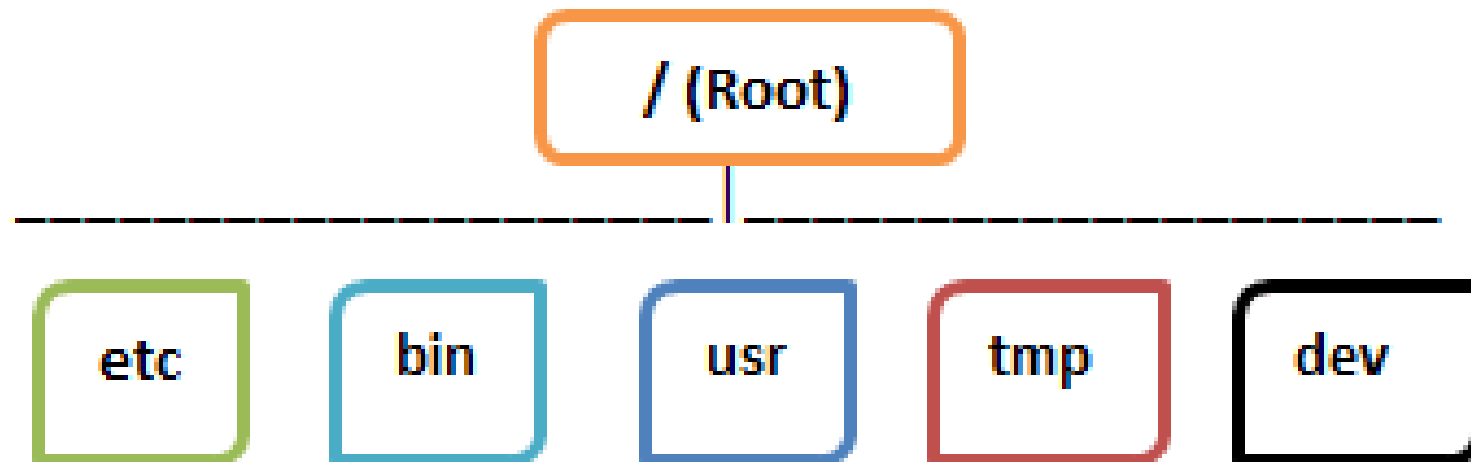 / (Root)
etc bin usr tmp dev